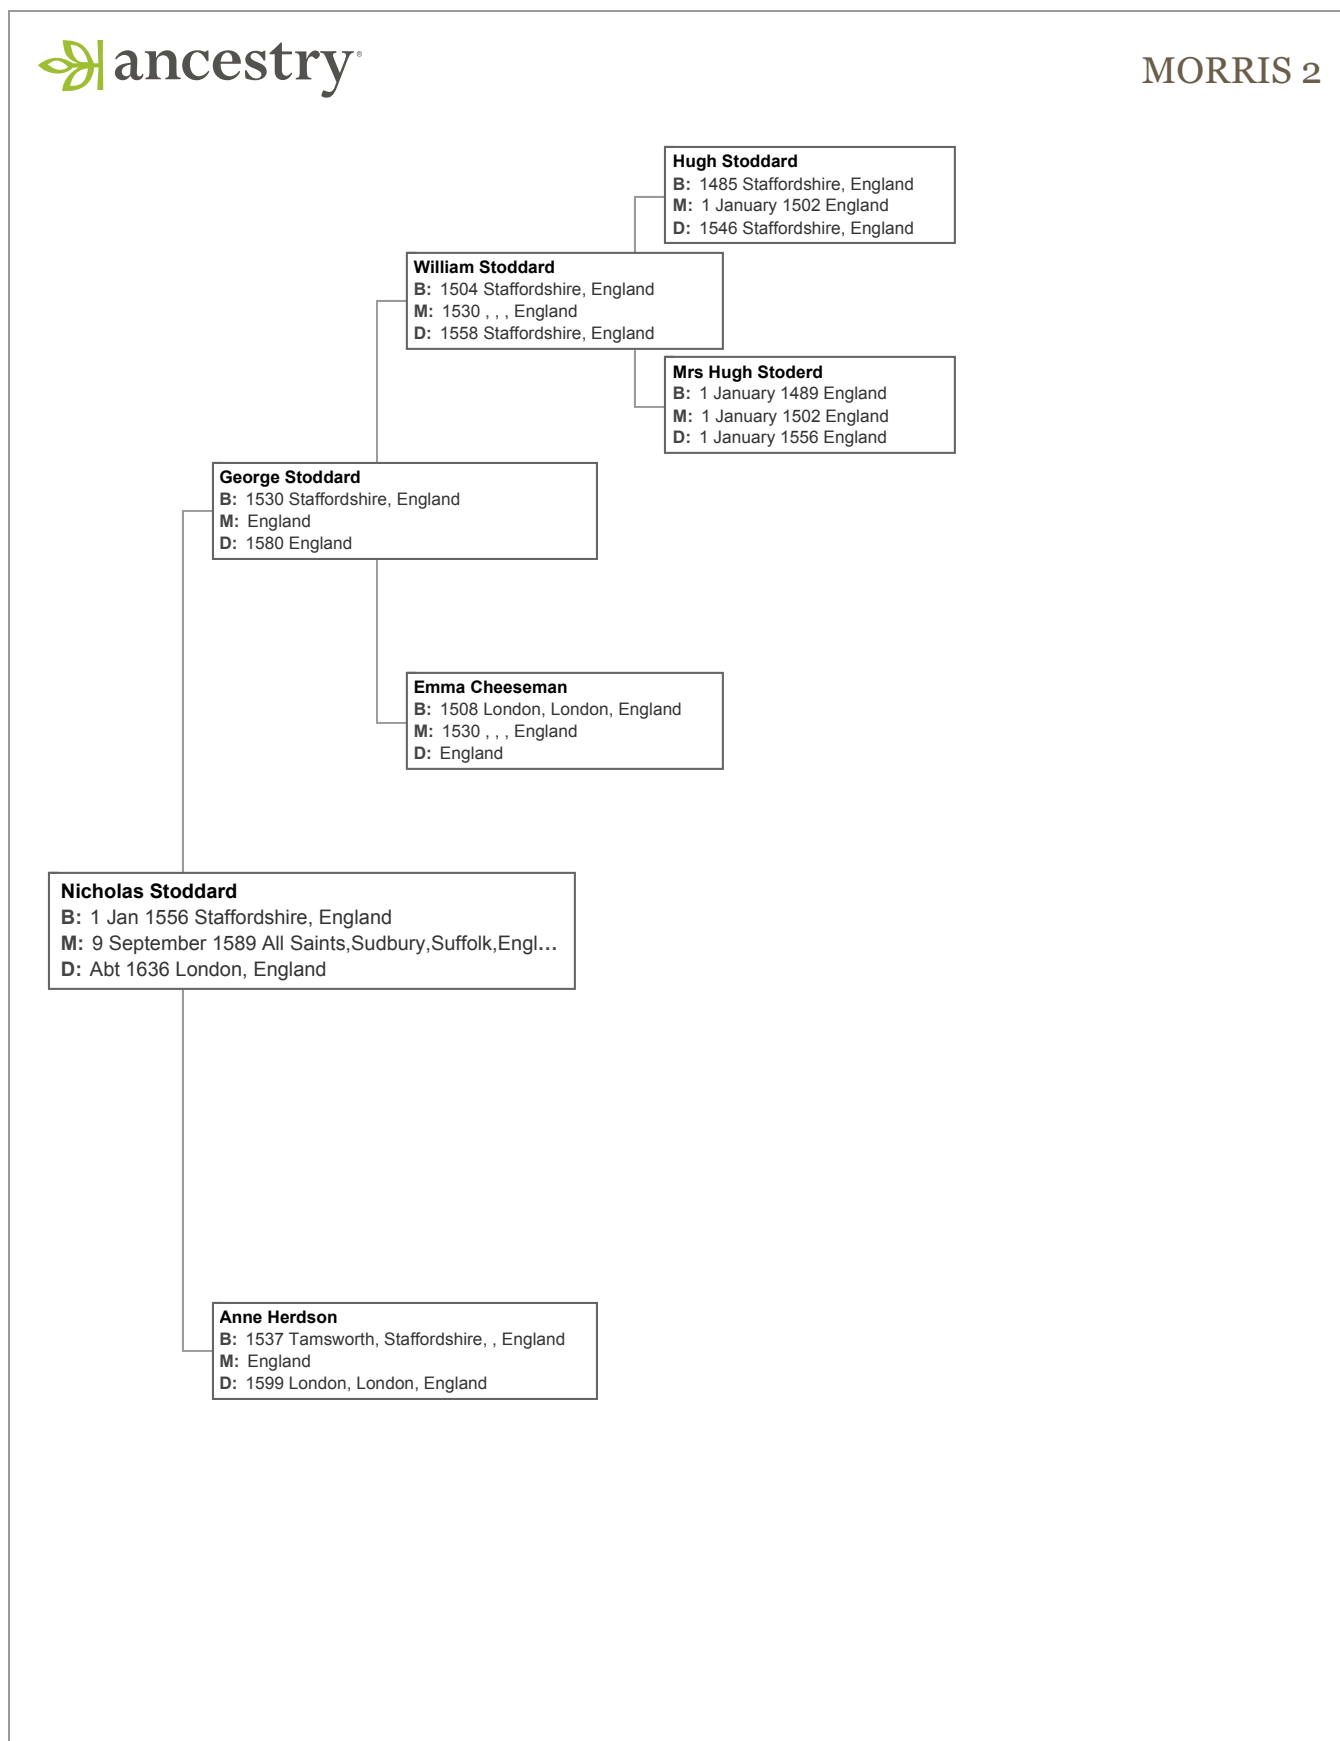 ancestry
MORRIS 2
Hugh Stoddard
B: 1485 Staffordshire, England
M: 1 January 1502 England
D: 1546 Staffordshire, England
William Stoddard
B: 1504 Staffordshire, England
M: 1530 , , , England
D: 1558 Staffordshire, England
Mrs Hugh Stoderd
B: 1 January 1489 England
M: 1 January 1502 England
D: 1 January 1556 England
George Stoddard
B: 1530 Staffordshire, England
M: England
D: 1580 England
Emma Cheeseman
B: 1508 London, London, England
M: 1530 , , , England
D: England
Nicholas Stoddard
B: 1 Jan 1556 Staffordshire, England
M: 9 September 1589 All Saints,Sudbury,Suffolk,Engl...
D: Abt 1636 London, England
Anne Herdson
B: 1537 Tamsworth, Staffordshire, , England
M: England
D: 1599 London, London, England